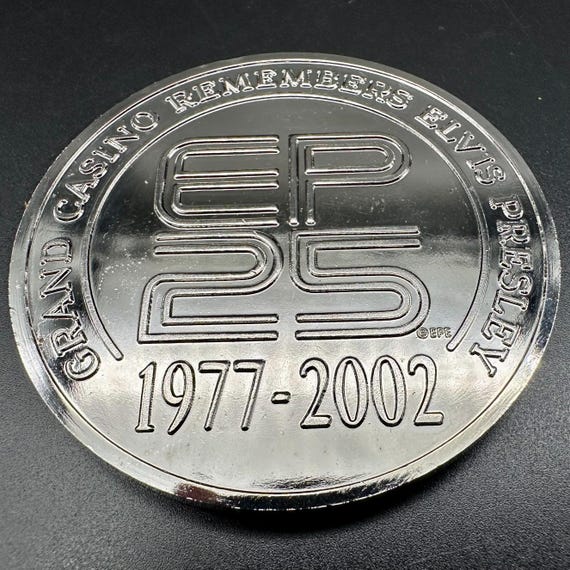 GRAND CASINO REMEMBERS ELVIS PRESLEY
EP
25
©EPE
1977-2002